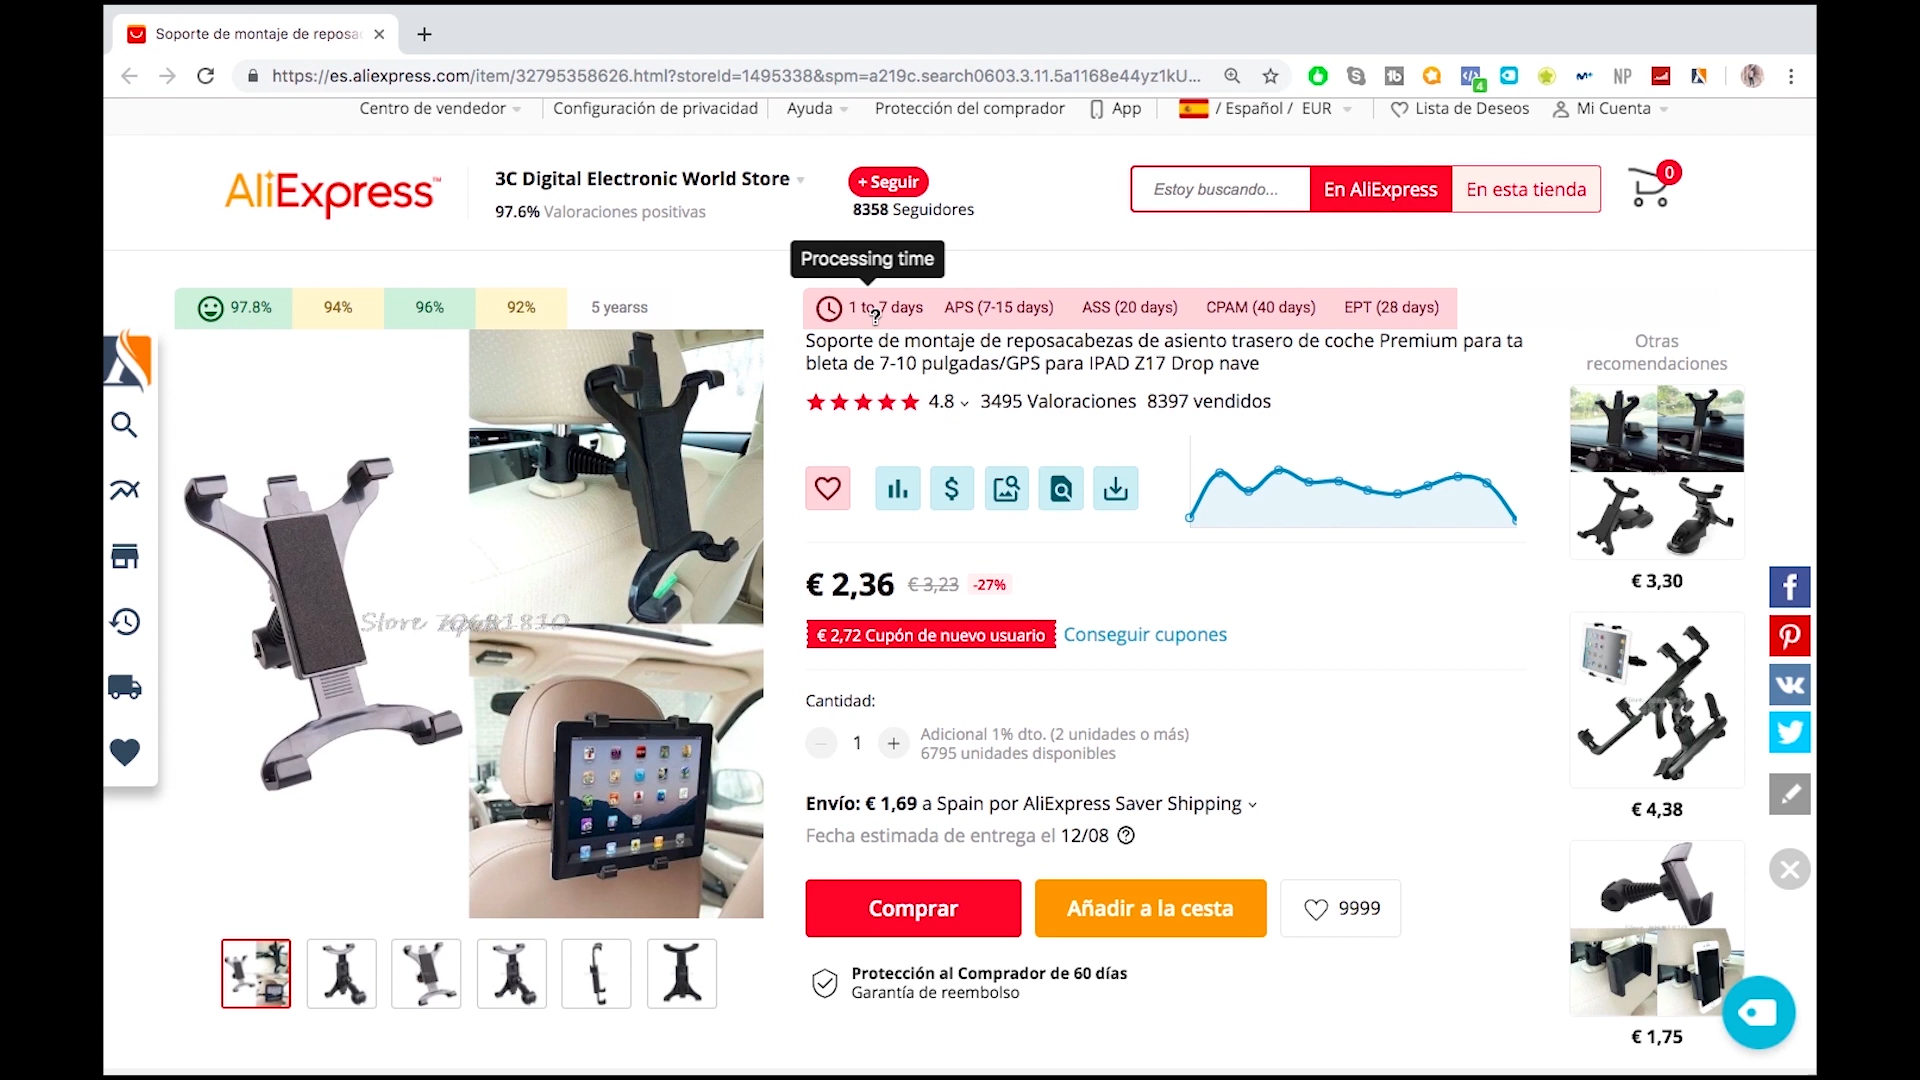 Soporte de montaje de reposa
https://es.aliexpress.com/item/32795358626.html?storeId=1495338&spm=a219c.search0603.3.11.5a1168e44yz1kU...
4
NP
Centro de vendedor
Configuración de privacidad
Ayuda
Protección del comprador
App
/ Español / EUR
Lista de Deseos
Mi Cuenta
AliExpress™
3C Digital Electronic World Store
97.6% Valoraciones positivas
+ Seguir
8358 Seguidores
Estoy buscando...
En AliExpress
En esta tienda
0
Processing time
97.8%
94%
96%
92%
5 yearss
1 to 7 days
APS (7-15 days)
ASS (20 days)
CPAM (40 days)
EPT (28 days)
Soporte de montaje de reposacabezas de asiento trasero de coche Premium para ta
bleta de 7-10 pulgadas/GPS para IPAD Z17 Drop nave
4.8
3495 Valoraciones
8397 vendidos
€ 2,36
€ 3,23
-27%
€ 2,72 Cupón de nuevo usuario
Conseguir cupones
Cantidad:
1
Adicional 1% dto. (2 unidades o más)
6795 unidades disponibles
Envío: € 1,69 a Spain por AliExpress Saver Shipping
Fecha estimada de entrega el 12/08
Comprar
Añadir a la cesta
9999
Protección al Comprador de 60 días
Garantía de reembolso
Store
Otras
recomendaciones
€ 3,30
€ 4,38
€ 1,75